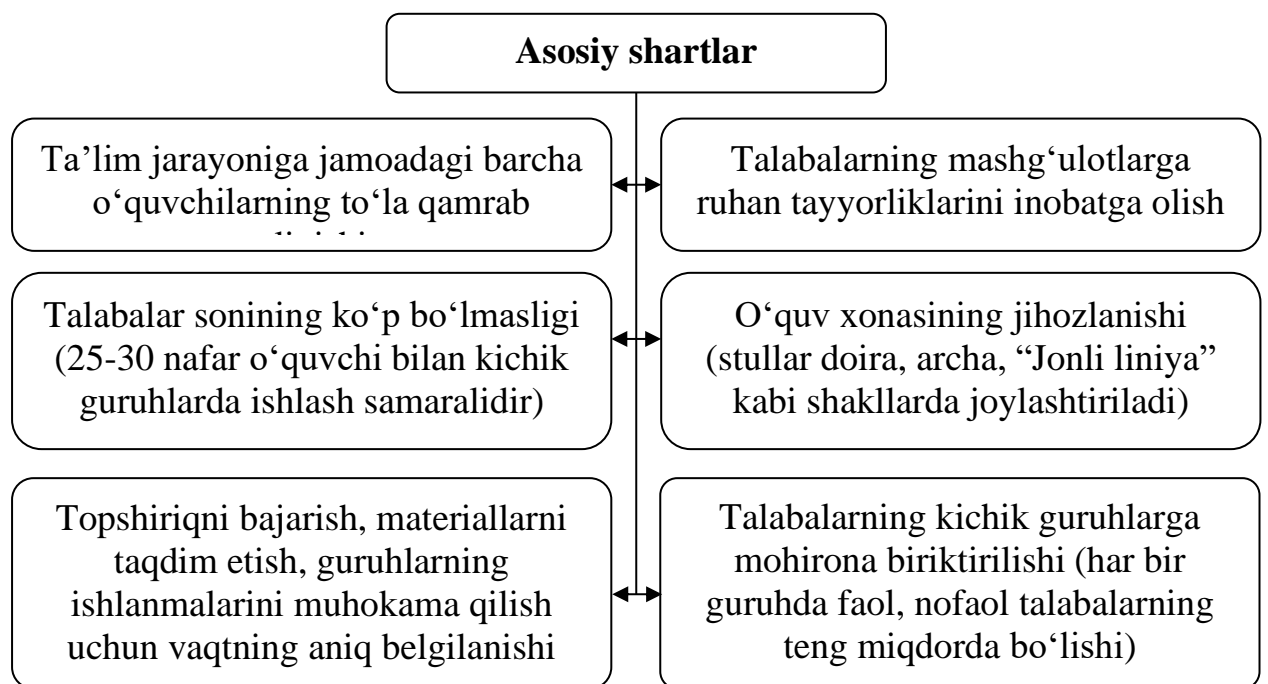 Asosiy shartlar
Ta’lim jarayoniga jamoadagi barcha
o‘quvchilarning to‘la qamrab
Talabalarning mashg‘ulotlarga
ruhan tayyorliklarini inobatga olish
Talabalar sonining ko‘p bo‘lmasligi
(25-30 nafar o‘quvchi bilan kichik
guruhlarda ishlash samaralidir)
O‘quv xonasining jihozlanishi
(stullar doira, archa, “Jonli liniya”
kabi shakllarda joylashtiriladi)
Topshiriqni bajarish, materiallarni
taqdim etish, guruhlarning
ishlanmalarini muhokama qilish
uchun vaqtning aniq belgilanishi
Talabalarning kichik guruhlarga
mohirona biriktirilishi (har bir
guruhda faol, nofaol talabalarning
teng miqdorda bo‘lishi)